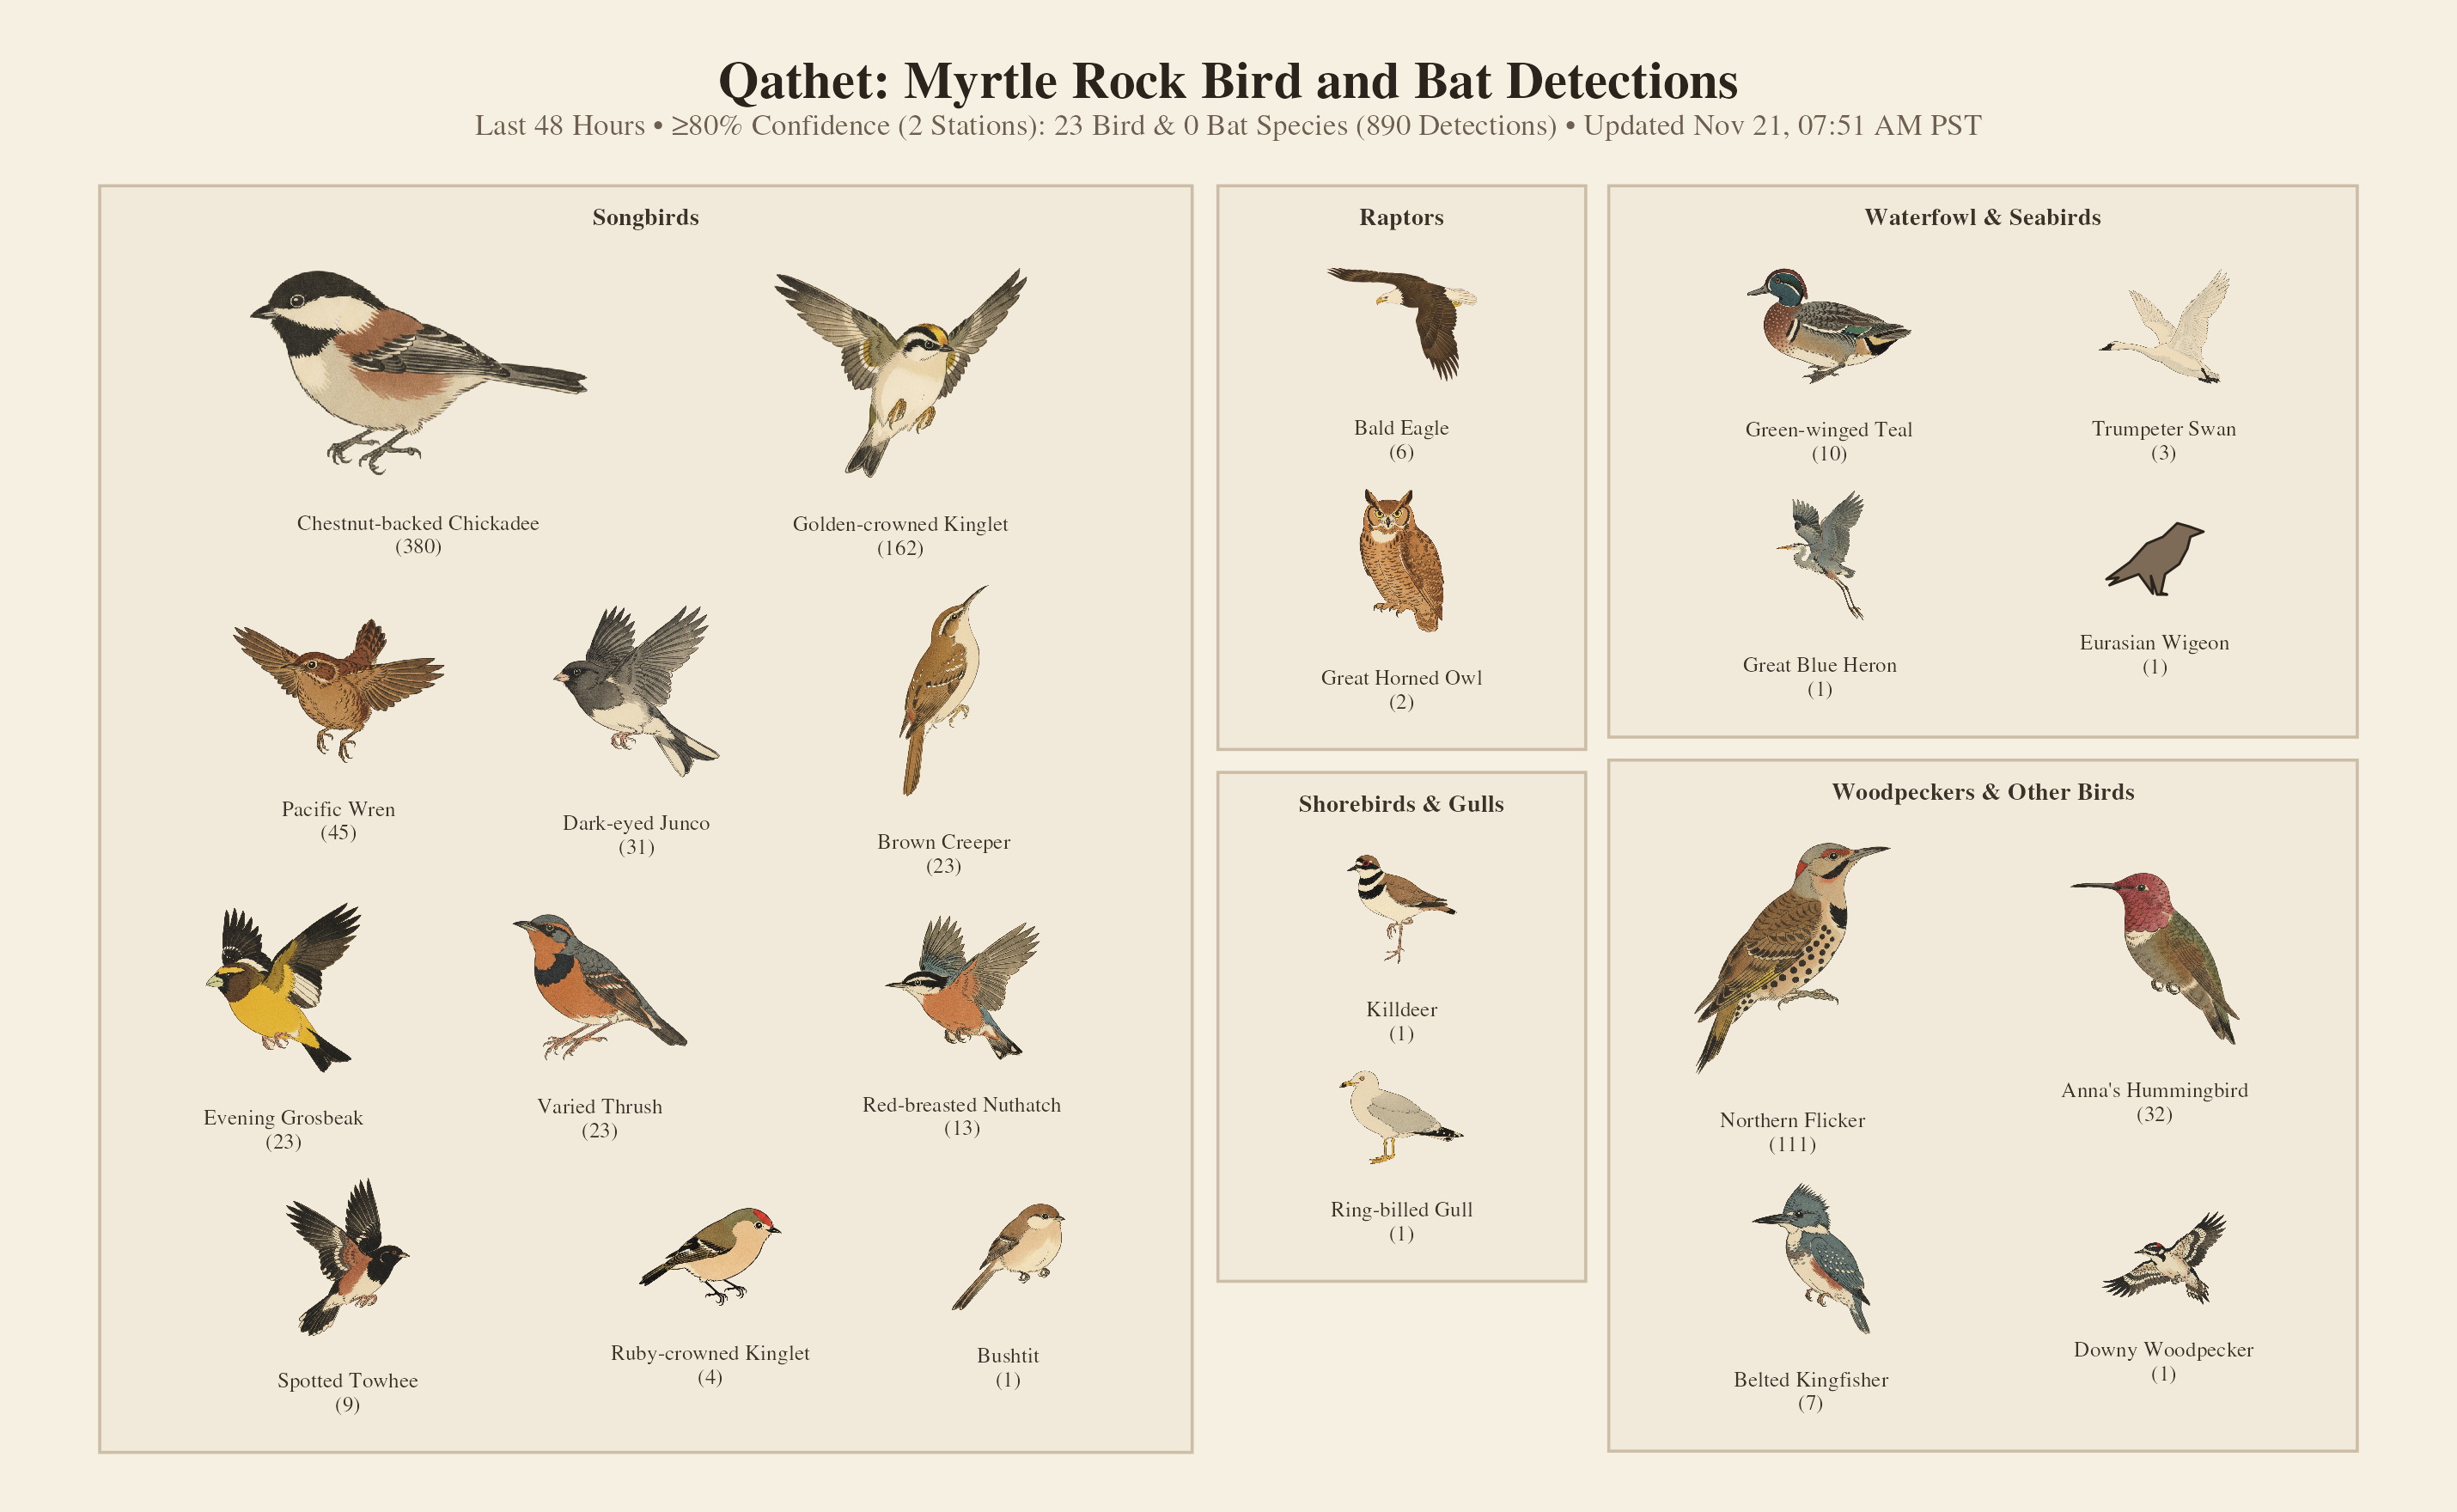 Qathet: Myrtle Rock Bird and Bat Detections
Last 48 Hours • ≥80% Confidence (2 Stations): 23 Bird & 0 Bat Species (890 Detections) • Updated Nov 21, 07:51 AM PST
Songbirds
Chestnut-backed Chickadee
(380)
Golden-crowned Kinglet
(162)
Pacific Wren
(45)
Dark-eyed Junco
(31)
Brown Creeper
(23)
Evening Grosbeak
(23)
Varied Thrush
(23)
Red-breasted Nuthatch
(13)
Spotted Towhee
(9)
Ruby-crowned Kinglet
(4)
Bushtit
(1)
Raptors
Bald Eagle
(6)
Great Horned Owl
(2)
Shorebirds & Gulls
Killdeer
(1)
Ring-billed Gull
(1)
Waterfowl & Seabirds
Green-winged Teal
(10)
Trumpeter Swan
(3)
Great Blue Heron
(1)
Eurasian Wigeon
(1)
Woodpeckers & Other Birds
Northern Flicker
(111)
Anna's Hummingbird
(32)
Belted Kingfisher
(7)
Downy Woodpecker
(1)